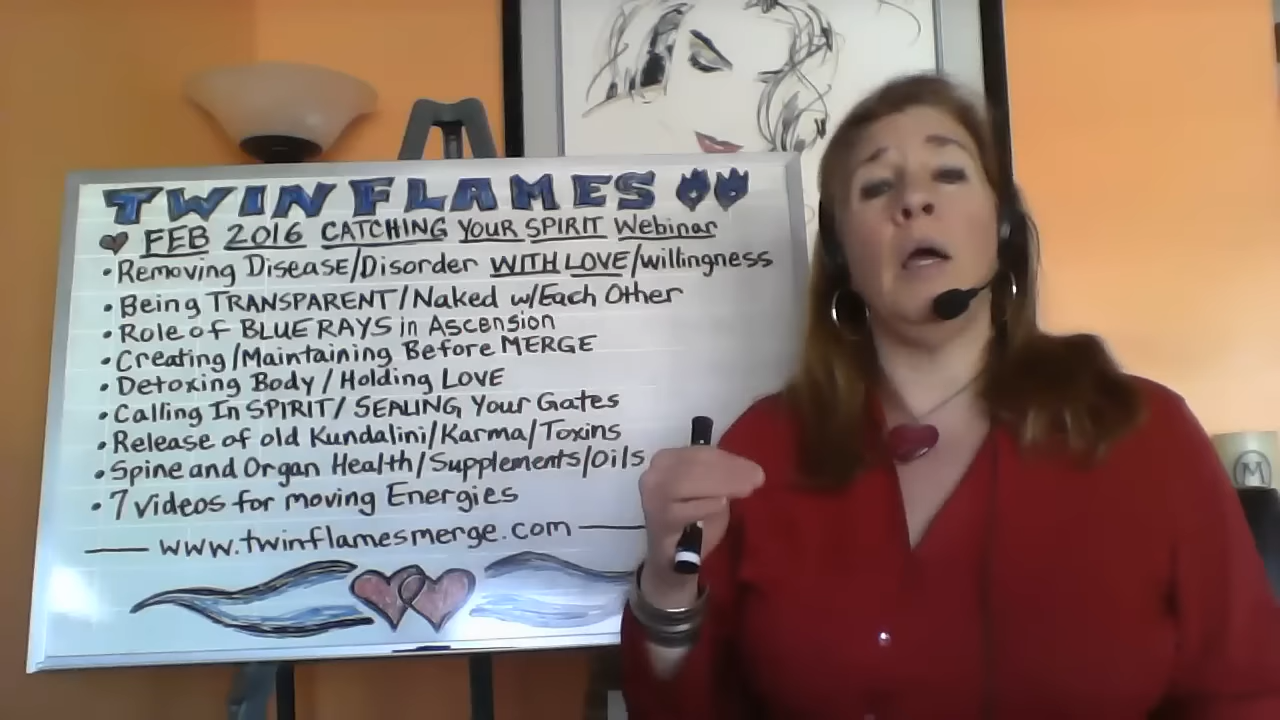 TWIN FLAMES
FEB 2016 CATCHING YOUR SPIRIT Webinar
• Removing Disease/Disorder WITH LOVE/willingness
• Being TRANSPARENT/Naked w/Each Other
• Role of BLUE RAYS in Ascension
• Creating/Maintaining Before MERGE
• Detoxing Body / Holding LOVE
• Calling In SPIRIT/ SEALING Your Gates
• Release of old Kundalini/Karma/Toxins
• Spine and Organ Health/Supplements/Oils
• 7 videos for moving Energies
www.twinflamesmerge.com
M